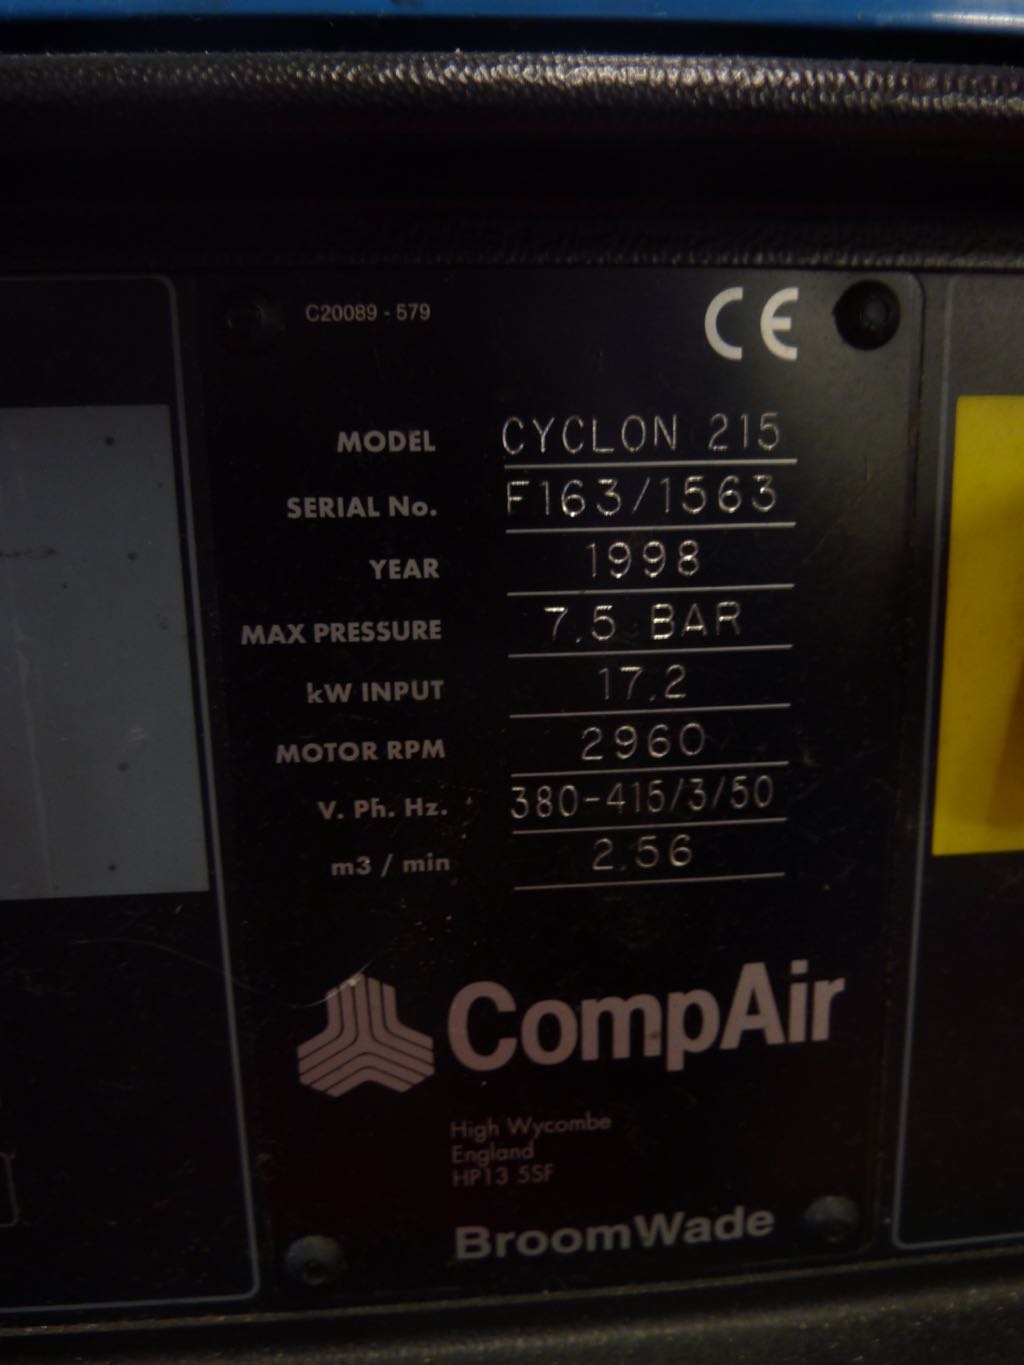 C20089 - 579
CE
MODEL CYCLON 215
SERIAL No. F163/1563
YEAR 1998
MAX PRESSURE 7.5 BAR
kW INPUT 17.2
MOTOR RPM 2960
V. Ph. Hz. 380-415/3/50
m3 / min 2.56
CompAir
High Wycombe
England
HP13 5SF
BroomWade